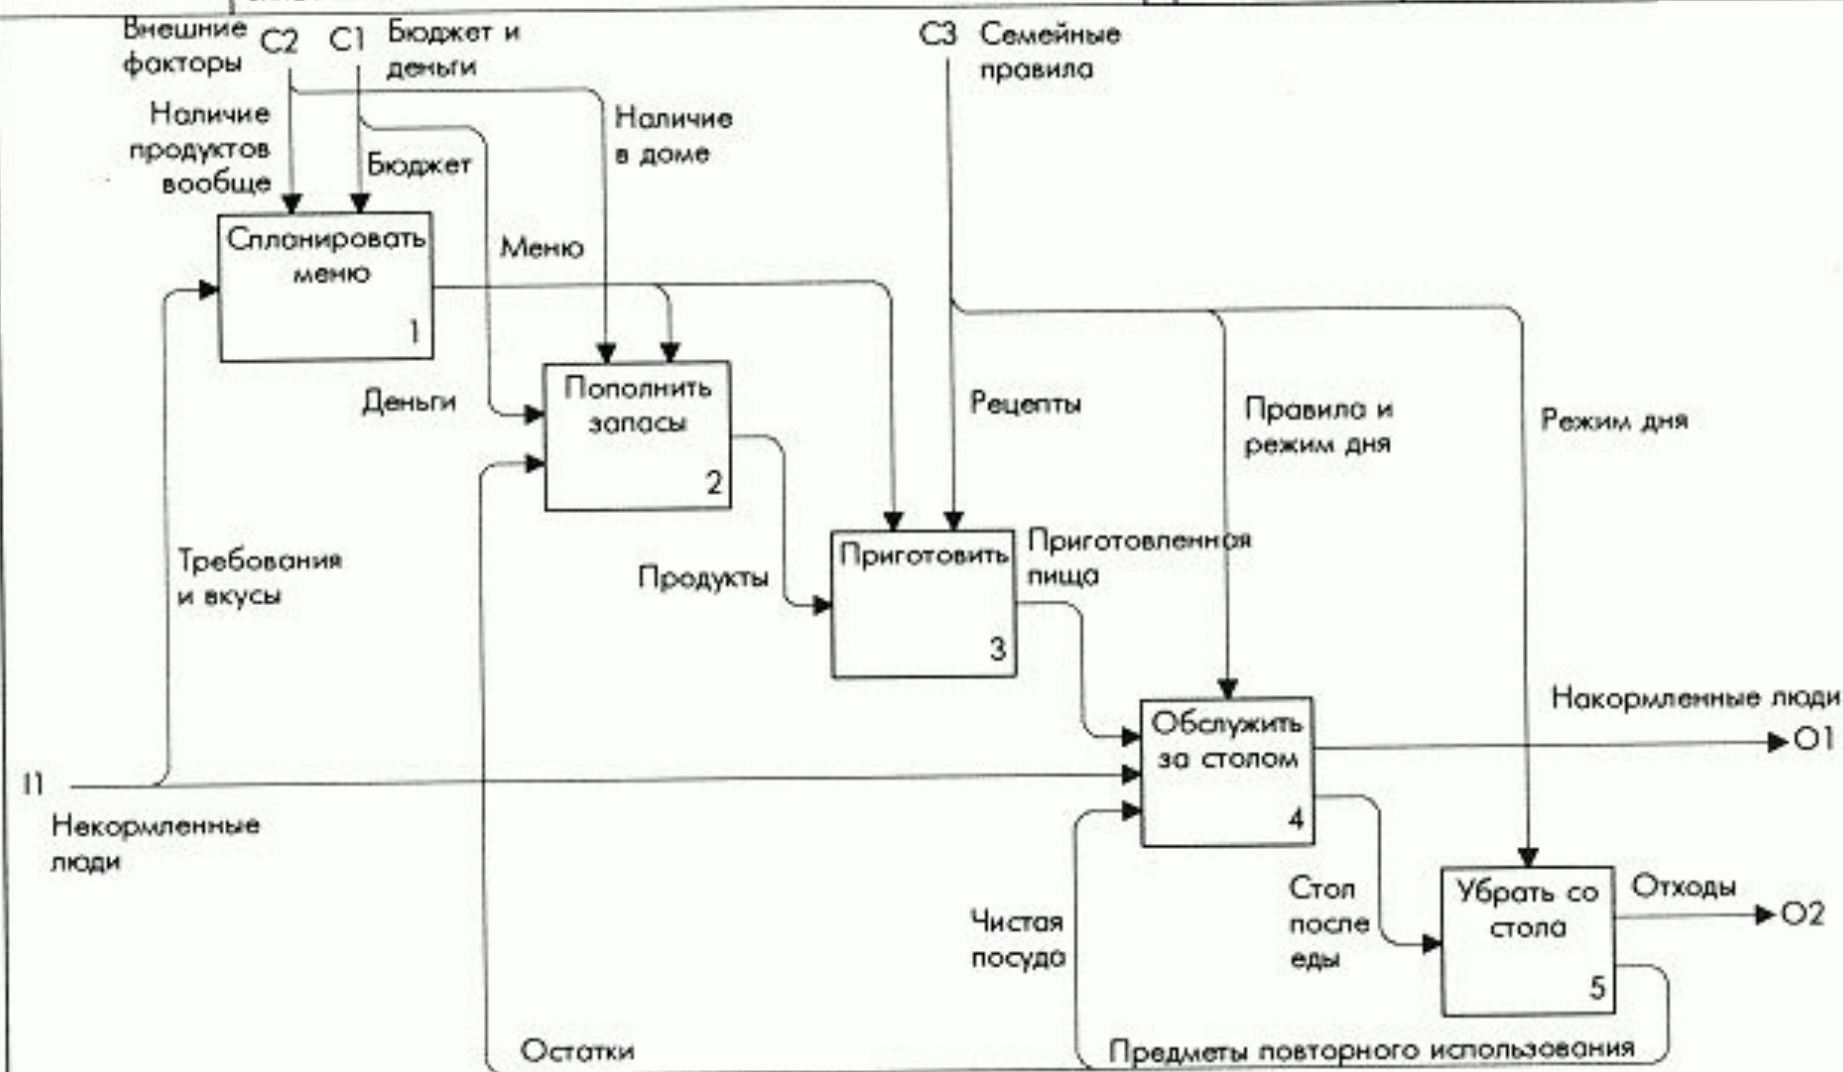 Внешние
факторы
C2
C1
Бюджет и
деньги
C3
Семейные
правила
Наличие
продуктов
вообще
Бюджет
Наличие
в доме
Спланировать
меню
1
Меню
Деньги
Пополнить
запасы
2
Рецепты
Правила и
режим дня
Режим дня
Требования
и вкусы
Продукты
Приготовить
3
Приготовленная
пища
Обслужить
за столом
4
Накормленные люди
O1
I1
Некормленные
люди
Чистая
посуда
Стол
после
еды
Убрать со
стола
5
Отходы
O2
Остатки
Предметы повторного использования